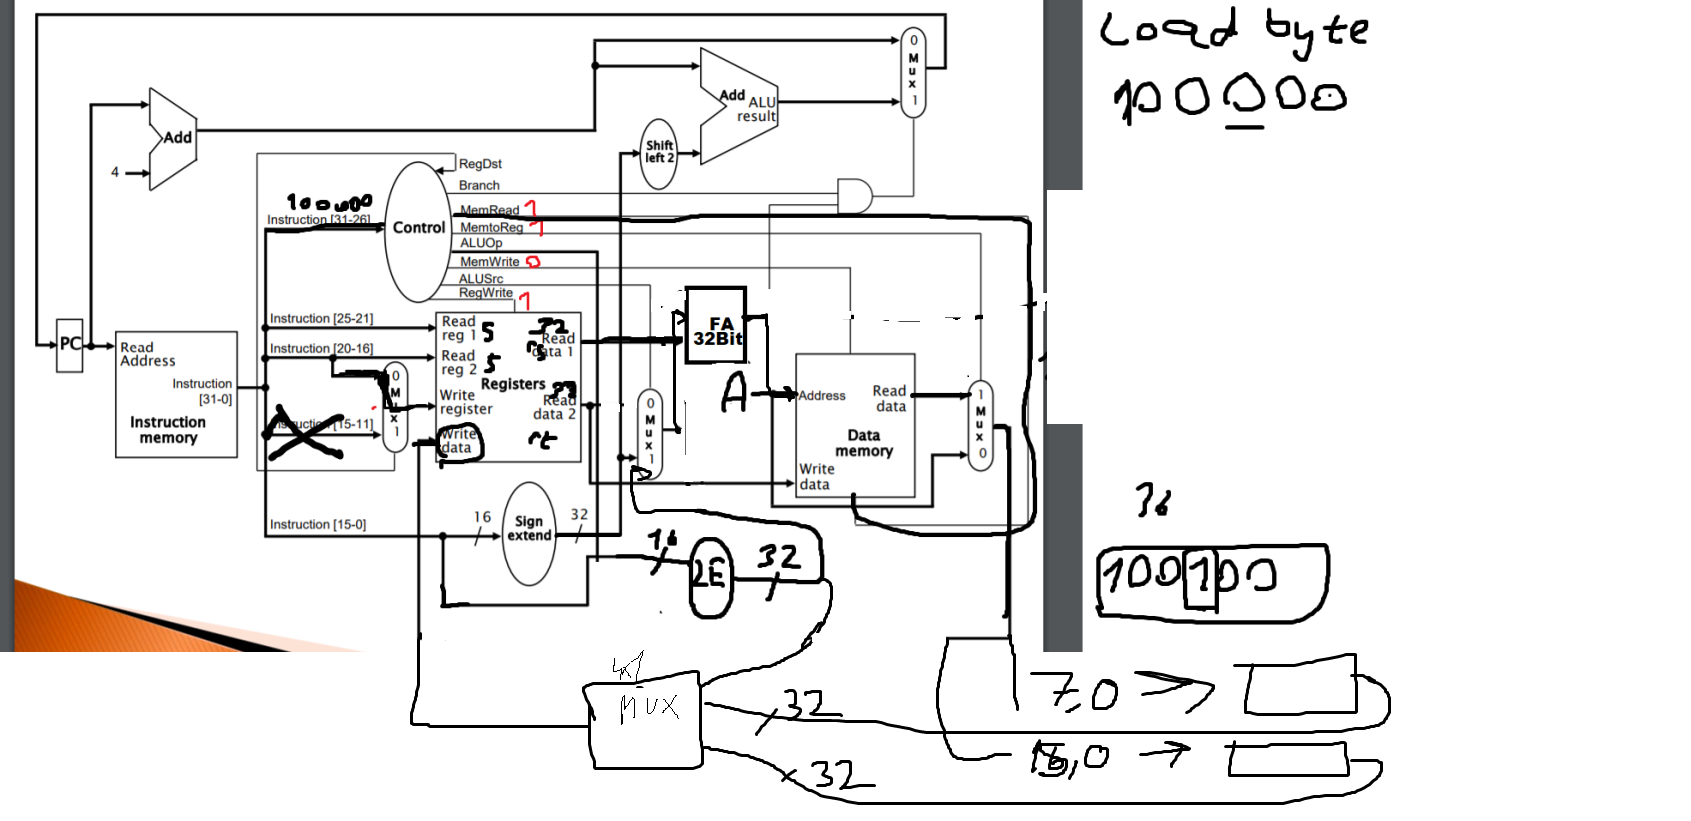 Load byte
100000
0
M
u
x
1
Add
ALU
result
Shift
left 2
Add
4
RegDst
Branch
100000
Instruction [31-26]
Control
MemRead 1
MemtoReg 1
ALUOp
MemWrite 0
ALUSrc
RegWrite 1
PC
Read
Address
Instruction
[31-0]
Instruction
memory
Instruction [25-21]
Instruction [20-16]
[15-11]
Instruction [15-0]
0
M
x
1
Read
reg 1 5
Read
reg 2 5
Write
register
Write
data
Registers
32
Read
data 1
rs
Read
data 2
rt
0
M
u
x
1
FA
32Bit
A
Address
Read
data
Data
memory
Write
data
1
M
u
x
0
16
Sign
extend
32
16
ZE
32
36
100100
4x1
MUX
32
32
7,0
,0